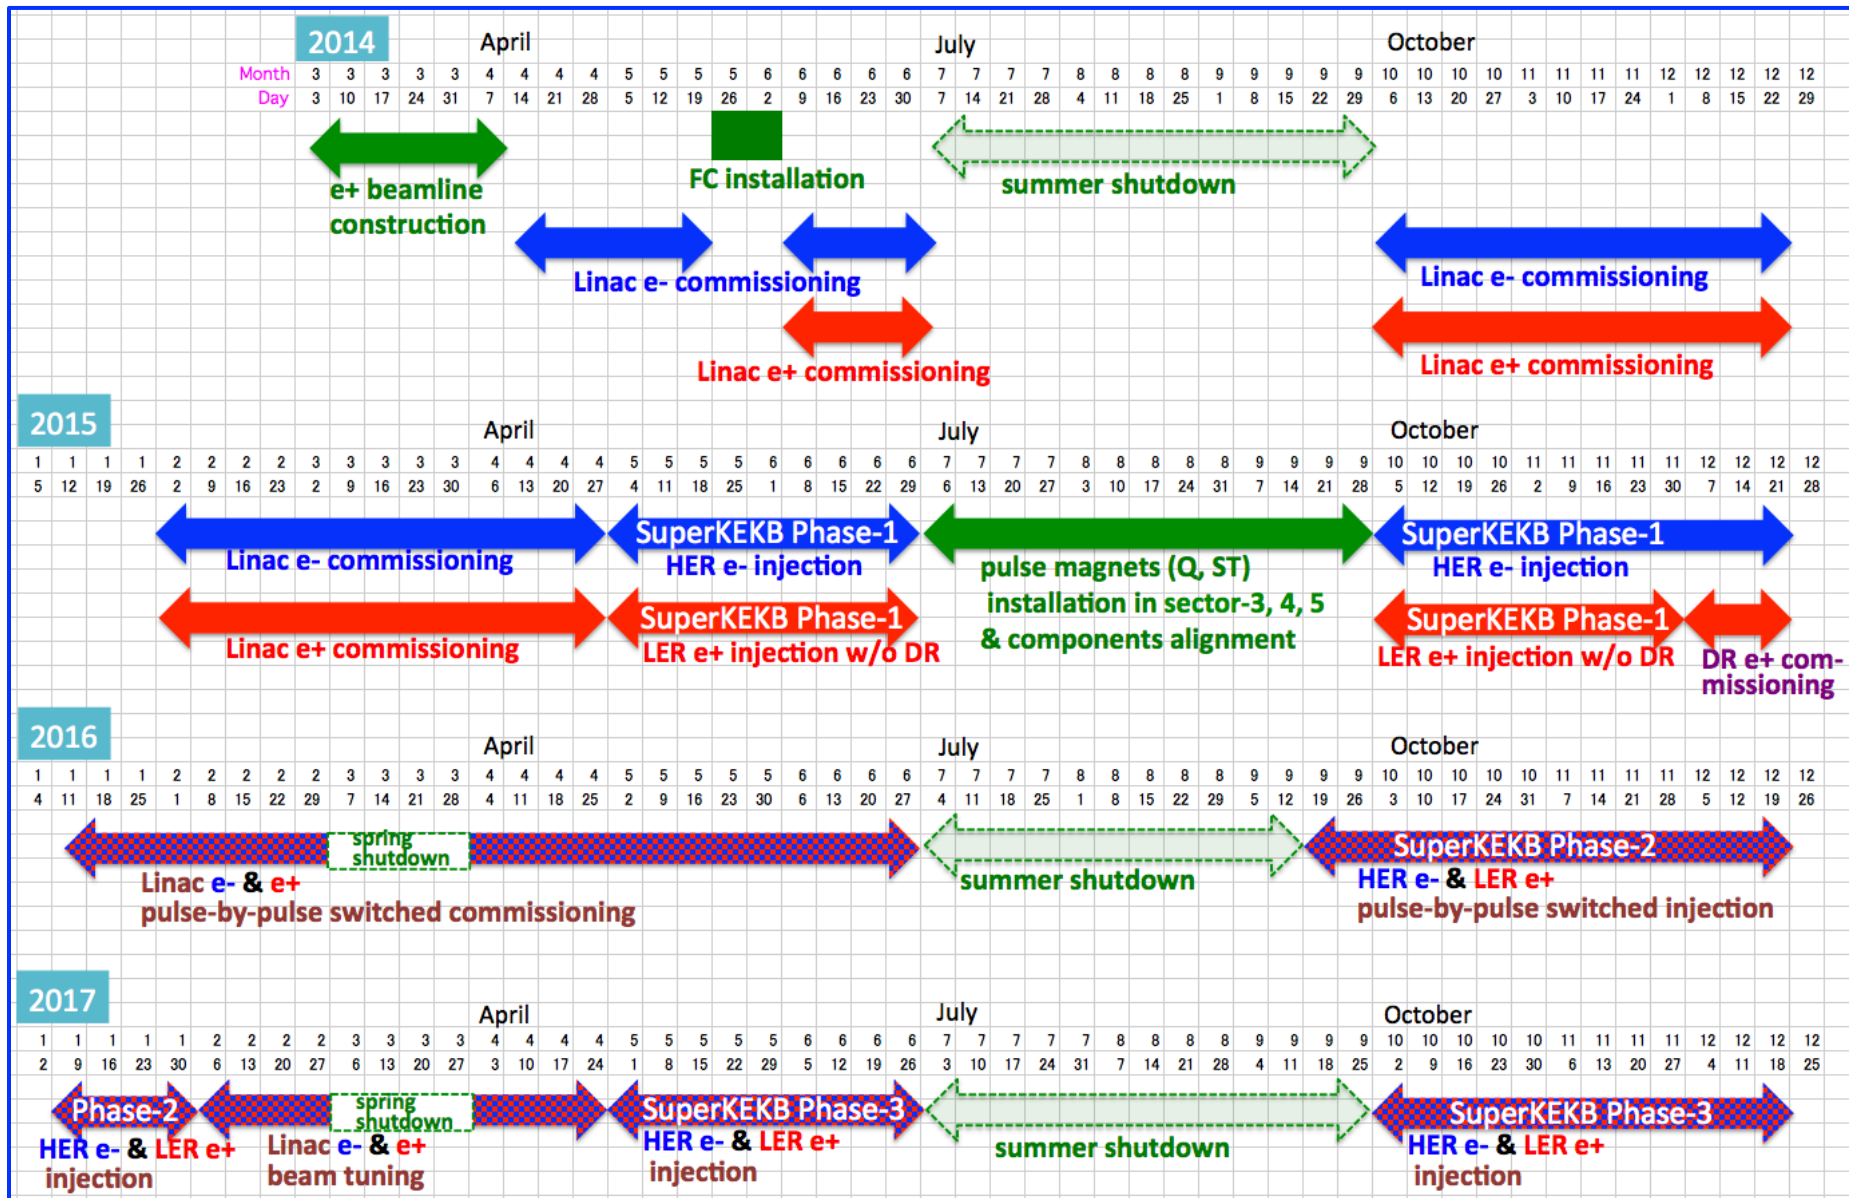 2014 April July October
Month 3 3 3 3 3 4 4 4 4 5 5 5 5 6 6 6 6 6 7 7 7 7 8 8 8 8 9 9 9 9 9 10 10 10 10 11 11 11 11 12 12 12 12 12
Day 3 10 17 24 31 7 14 21 28 5 12 19 26 2 9 16 23 30 7 14 21 28 4 11 18 25 1 8 15 22 29 6 13 20 27 3 10 17 24 1 8 15 22 29
e+ beamline
construction
FC installation
summer shutdown
Linac e- commissioning
Linac e- commissioning
Linac e+ commissioning
Linac e+ commissioning
2015 April July October
1 1 1 1 2 2 2 2 3 3 3 3 3 4 4 4 4 5 5 5 5 6 6 6 6 6 7 7 7 7 8 8 8 8 8 9 9 9 9 10 10 10 10 11 11 11 11 11 12 12 12 12
5 12 19 26 2 9 16 23 2 9 16 23 30 6 13 20 27 4 11 18 25 1 8 15 22 29 6 13 20 27 3 10 17 24 31 7 14 21 28 5 12 19 26 2 9 16 23 30 7 14 21 28
SuperKEKB Phase-1
SuperKEKB Phase-1
Linac e- commissioning
HER e- injection
pulse magnets (Q, ST)
installation in sector-3, 4, 5
& components alignment
HER e- injection
SuperKEKB Phase-1
SuperKEKB Phase-1
Linac e+ commissioning
LER e+ injection w/o DR
LER e+ injection w/o DR
DR e+ com-
missioning
2016 April July October
1 1 1 1 2 2 2 2 2 3 3 3 3 4 4 4 4 5 5 5 5 5 6 6 6 6 7 7 7 7 8 8 8 8 8 9 9 9 9 10 10 10 10 10 11 11 11 11 12 12 12 12
4 11 18 25 1 8 15 22 29 7 14 21 28 4 11 18 25 2 9 16 23 30 6 13 20 27 4 11 18 25 1 8 15 22 29 5 12 19 26 3 10 17 24 31 7 14 21 28 5 12 19 26
spring
shutdown
SuperKEKB Phase-2
Linac e- & e+
pulse-by-pulse switched commissioning
summer shutdown
HER e- & LER e+
pulse-by-pulse switched injection
2017 April July October
1 1 1 1 1 2 2 2 2 3 3 3 3 4 4 4 4 5 5 5 5 5 6 6 6 6 7 7 7 7 7 8 8 8 8 9 9 9 9 10 10 10 10 10 11 11 11 11 12 12 12 12
2 9 16 23 30 6 13 20 27 6 13 20 27 3 10 17 24 1 8 15 22 29 5 12 19 26 3 10 17 24 31 7 14 21 28 4 11 18 25 2 9 16 23 30 6 13 20 27 4 11 18 25
Phase-2
spring
shutdown
SuperKEKB Phase-3
SuperKEKB Phase-3
HER e- & LER e+
injection
Linac e- & e+
beam tuning
HER e- & LER e+
injection
summer shutdown
HER e- & LER e+
injection